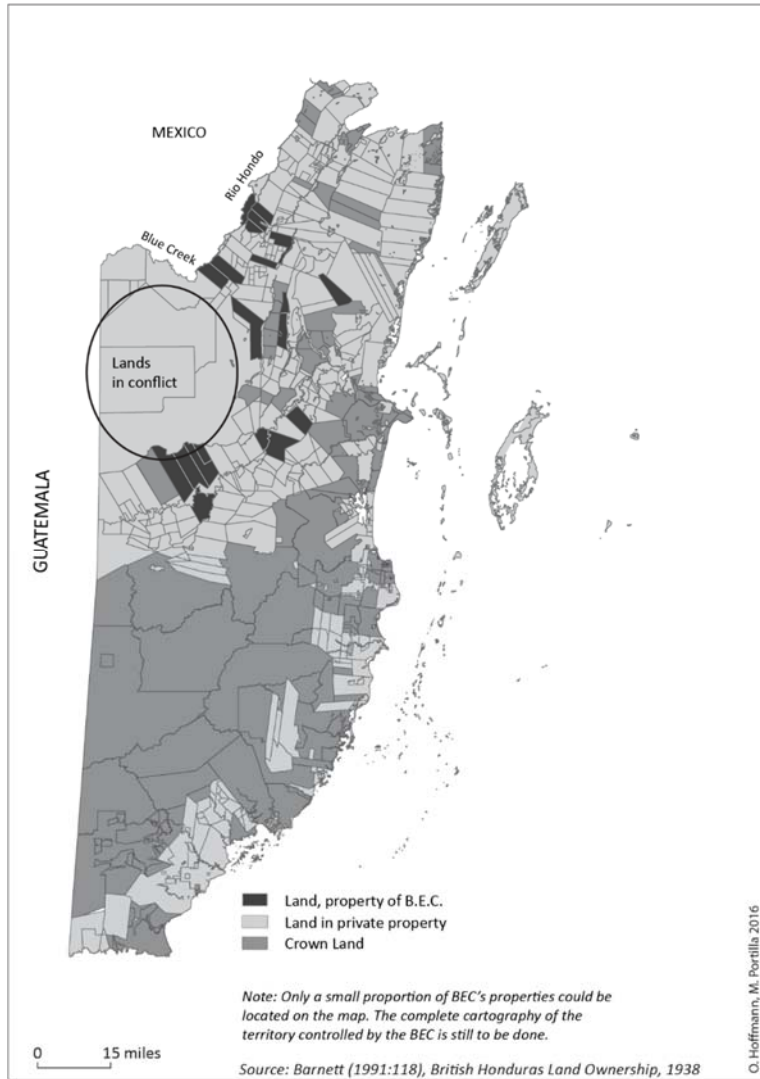 MEXICO
Rio Hondo
Blue Creek
Lands
in conflict
GUATEMALA
Land, property of B.E.C.
Land in private property
Crown Land
Note: Only a small proportion of BEC's properties could be
located on the map. The complete cartography of the
territory controlled by the BEC is still to be done.
0 15 miles
Source: Barnett (1991:118), British Honduras Land Ownership, 1938
O. Hoffmann, M. Portilla 2016